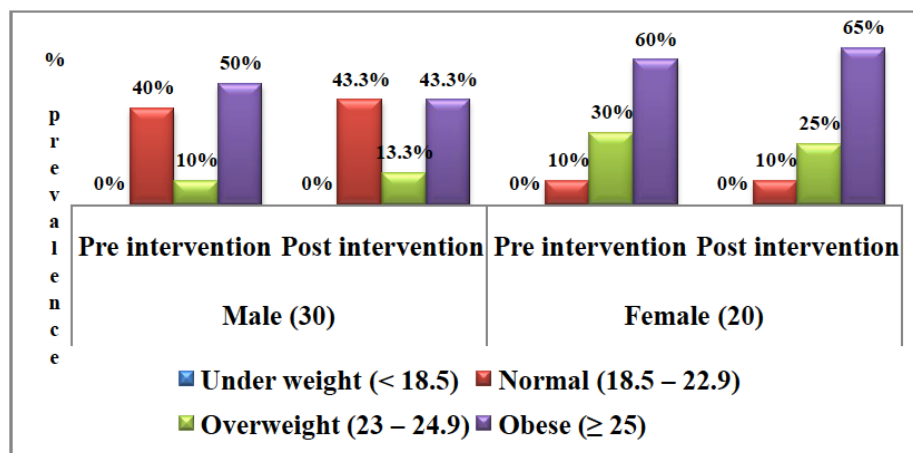 % prevalence
0% 40% 10% 50% 0% 43.3% 13.3% 43.3% 0% 10% 30% 60% 0% 10% 25% 65%
Pre intervention Post intervention Pre intervention Post intervention
Male (30) Female (20)
Under weight (< 18.5) Normal (18.5 – 22.9)
Overweight (23 – 24.9) Obese (≥ 25)